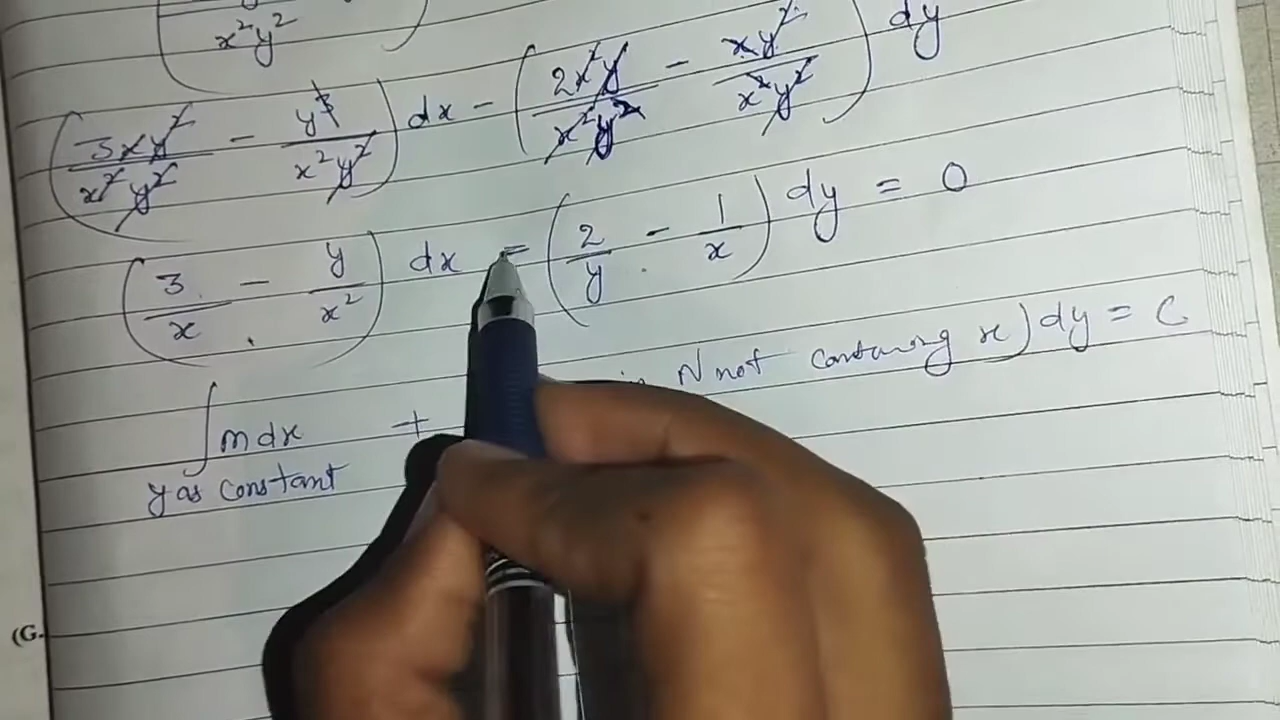 x²y²
(3xy²/x²y² - y³/x²y²) dx - (2x²y/x²y² - xy²/x²y²) dy
(3/x - y/x²) dx = (2/y - 1/x) dy = 0
∫ m dx + in N not containing x) dy = C
y as constant
(G.